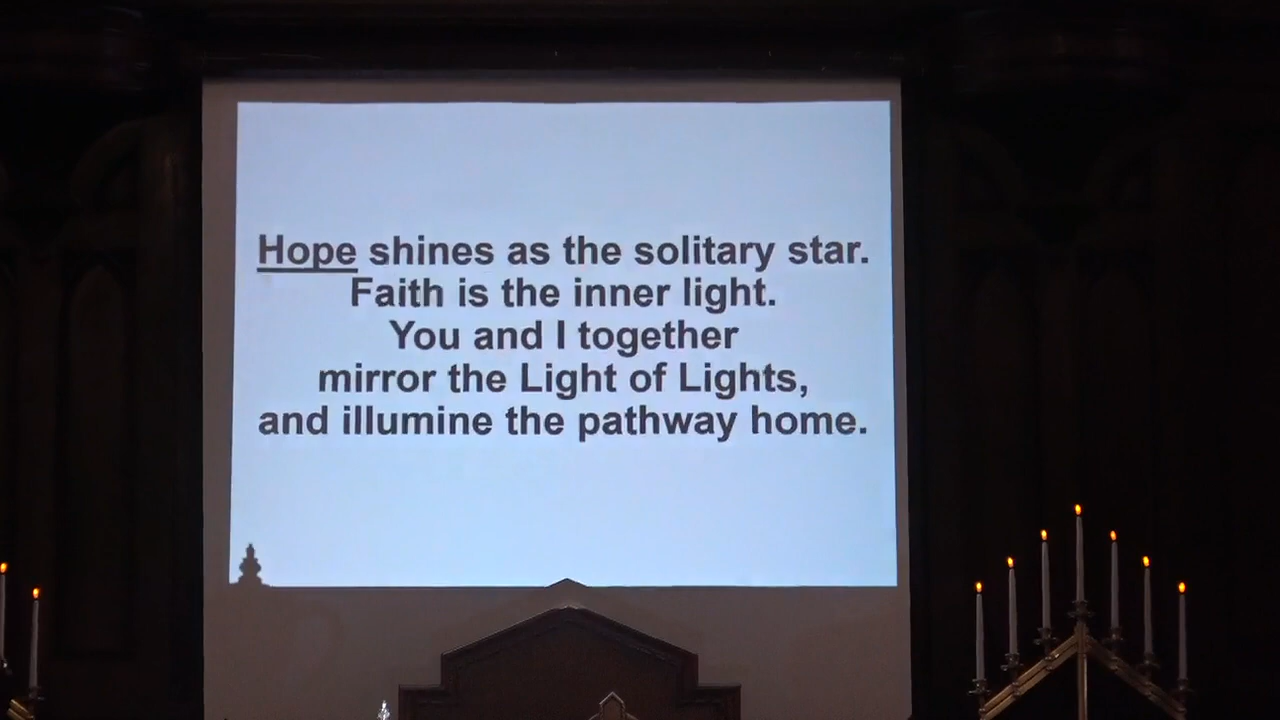 Hope shines as the solitary star.
Faith is the inner light.
You and I together
mirror the Light of Lights,
and illumine the pathway home.